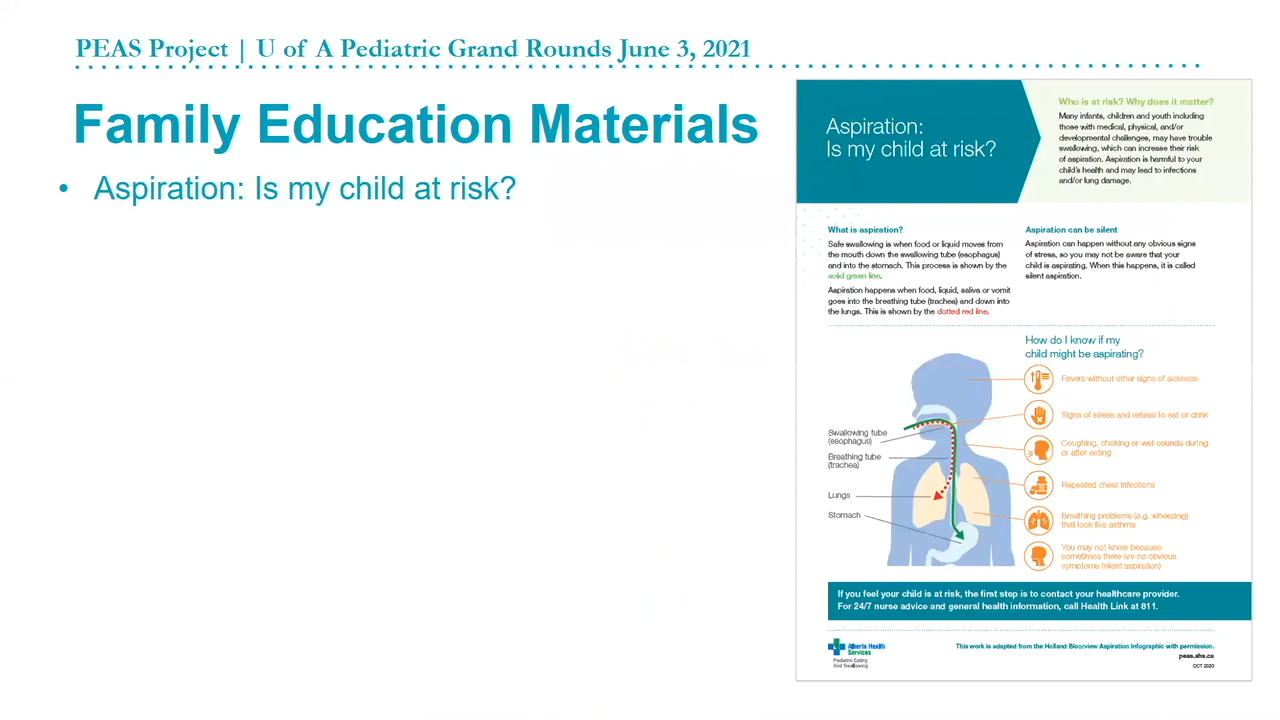 PEAS Project | U of A Pediatric Grand Rounds June 3, 2021
Family Education Materials
• Aspiration: Is my child at risk?
Aspiration:
Is my child at risk?
Who is at risk? Why does it matter?
Many infants, children and youth including
those with medical, physical, and/or
developmental challenges, may have trouble
swallowing, which can increase their risk
of aspiration. Aspiration is harmful to your
child's health and may lead to infections
and/or lung damage.
What is aspiration?
Safe swallowing is when food or liquid moves from
the mouth down the swallowing tube (esophagus)
and into the stomach. This process is shown by the
solid green line.
Aspiration happens when food, liquid, saliva or vomit
goes into the breathing tube (trachea) and down into
the lungs. This is shown by the dotted red line.
Aspiration can be silent
Aspiration can happen without any obvious signs
of stress, so you may not be aware that your
child is aspirating. When this happens, it is called
silent aspiration.
How do I know if my
child might be aspirating?
Fevers without other signs of sickness
Signs of stress and refusal to eat or drink
Coughing, choking or wet sounds during
or after eating
Repeated chest infections
Breathing problems (e.g. wheezing)
that look like asthma
You may not know because
sometimes there are no obvious
symptoms (silent aspiration)
Swallowing tube
(esophagus)
Breathing tube
(trachea)
Lungs
Stomach
If you feel your child is at risk, the first step is to contact your healthcare provider.
For 24/7 nurse advice and general health information, call Health Link at 811.
Alberta Health
Services
Pediatric Eating
And Swallowing
This work is adapted from the Holland Bloorview Aspiration Infographic with permission.
peas.ahs.ca
OCT 2020